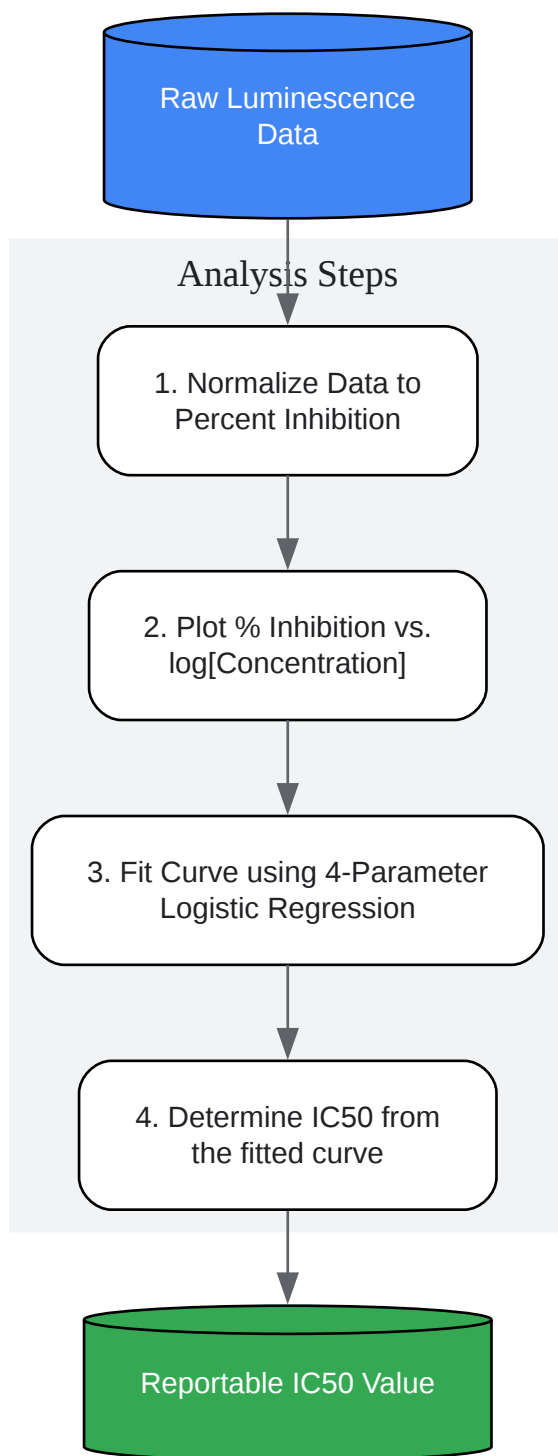 Raw Luminescence
Data
Analysis Steps
1. Normalize Data to
Percent Inhibition
2. Plot % Inhibition vs.
log[Concentration]
3. Fit Curve using 4-Parameter
Logistic Regression
4. Determine IC50 from
the fitted curve
Reportable IC50 Value